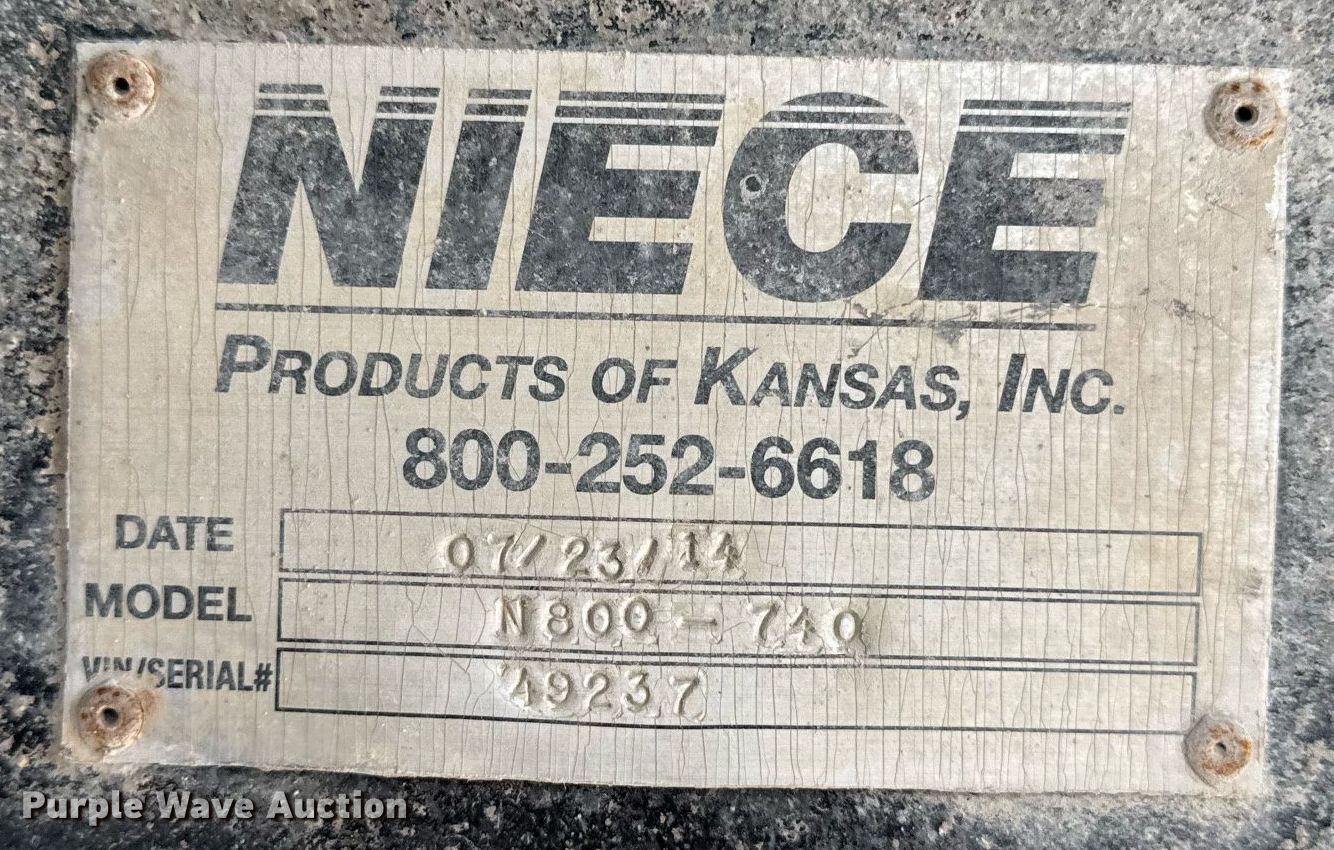 NIECE
PRODUCTS OF KANSAS, INC.
800-252-6618
DATE 07/23/14
MODEL N800-740
VIN/SERIAL# 49237
Purple Wave Auction